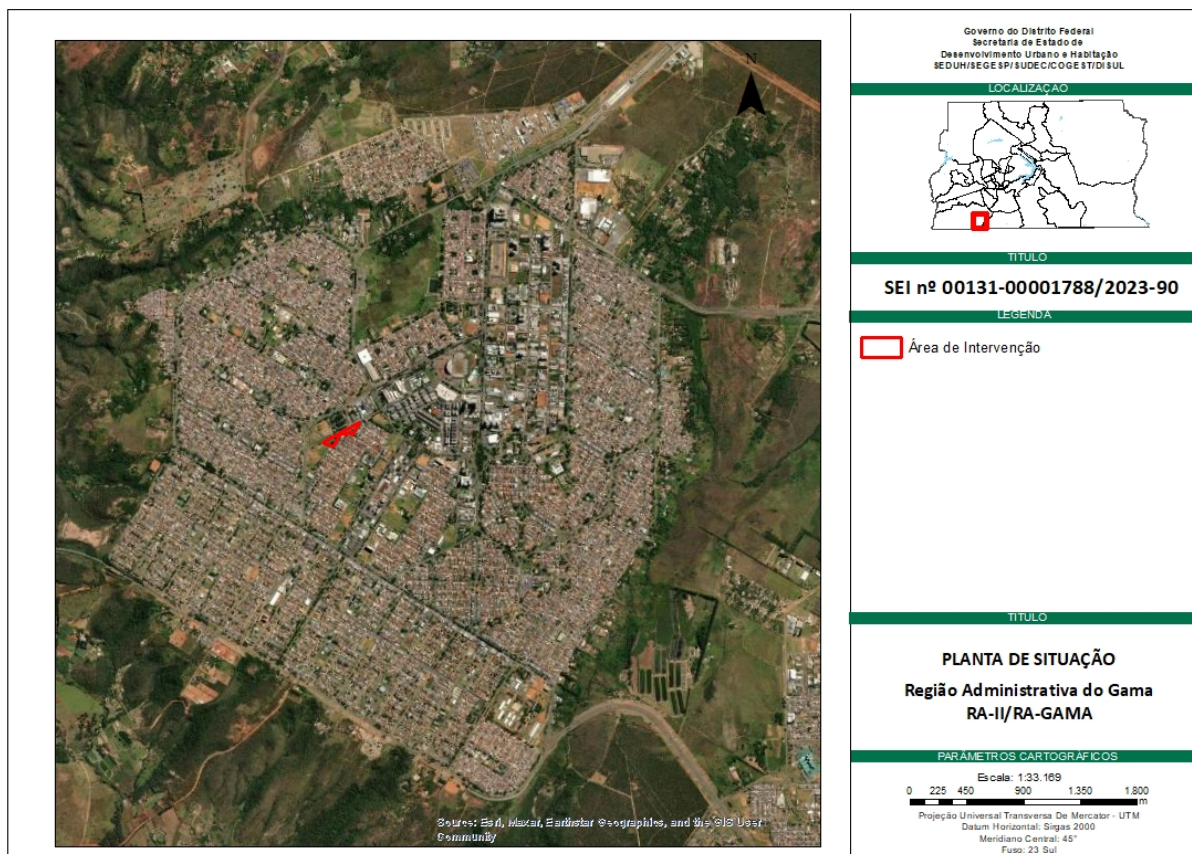 N
Source: Esri, Maxar, Earthstar Geographics, and the GIS User
Community
Governo do Distrito Federal
Secretaria de Estado de
Desenvolvimento Urbano e Habitação
SEDUH/SEGESP/SUDEC/COGEST/DISUL
LOCALIZAÇÃO
TITULO
SEI nº 00131-00001788/2023-90
LEGENDA
Área de Intervenção
TITULO
PLANTA DE SITUAÇÃO
Região Administrativa do Gama
RA-II/RA-GAMA
PARÂMETROS CARTOGRÁFICOS
Escala: 1:33.169
0 225 450 900 1.350 1.800
m
Projeção Universal Transversa De Mercator - UTM
Datum Horizontal: Sirgas 2000
Meridiano Central: 45°
Fuso: 23 Sul